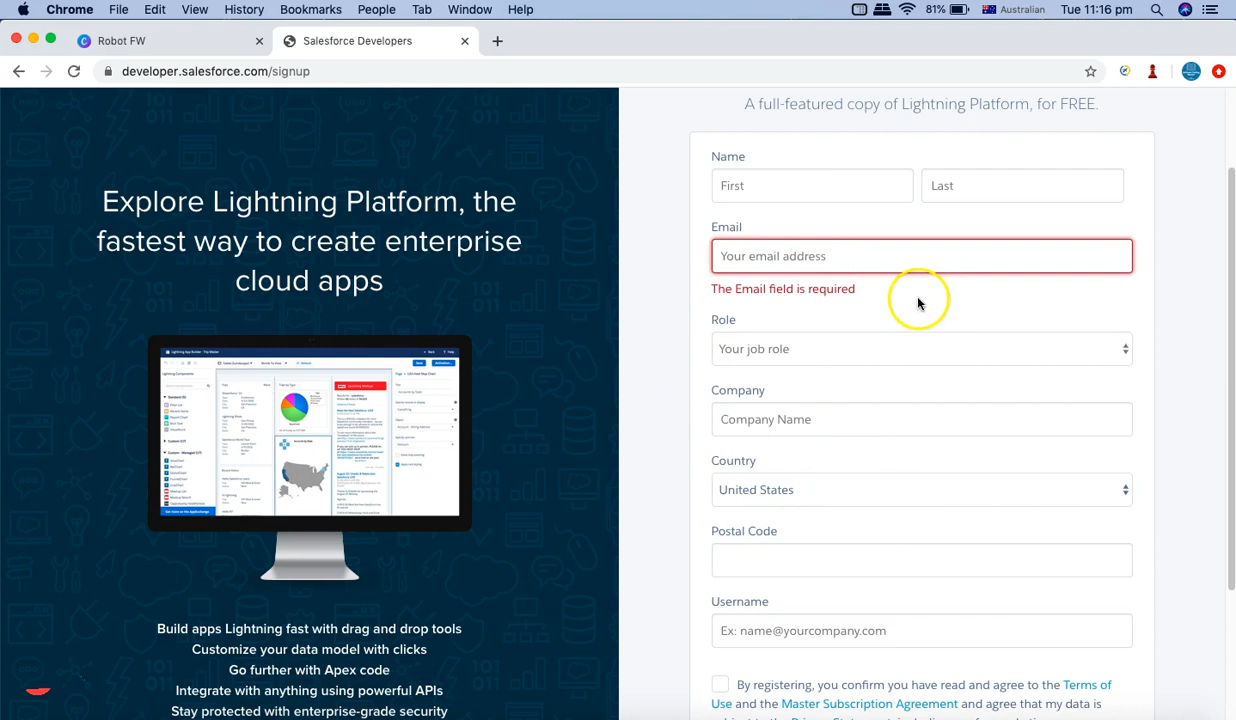 Chrome File Edit View History Bookmarks People Tab Window Help 81% Australian Tue 11:16 pm
Robot FW Salesforce Developers
developer.salesforce.com/signup
Explore Lightning Platform, the
fastest way to create enterprise
cloud apps
Build apps Lightning fast with drag and drop tools
Customize your data model with clicks
Go further with Apex code
Integrate with anything using powerful APIs
Stay protected with enterprise-grade security
A full-featured copy of Lightning Platform, for FREE.
Name
First Last
Email
Your email address
The Email field is required
Role
Your job role
Company
Company Name
Country
United States
Postal Code
Username
Ex: name@yourcompany.com
By registering, you confirm you have read and agree to the Terms of
Use and the Master Subscription Agreement and agree that my data is